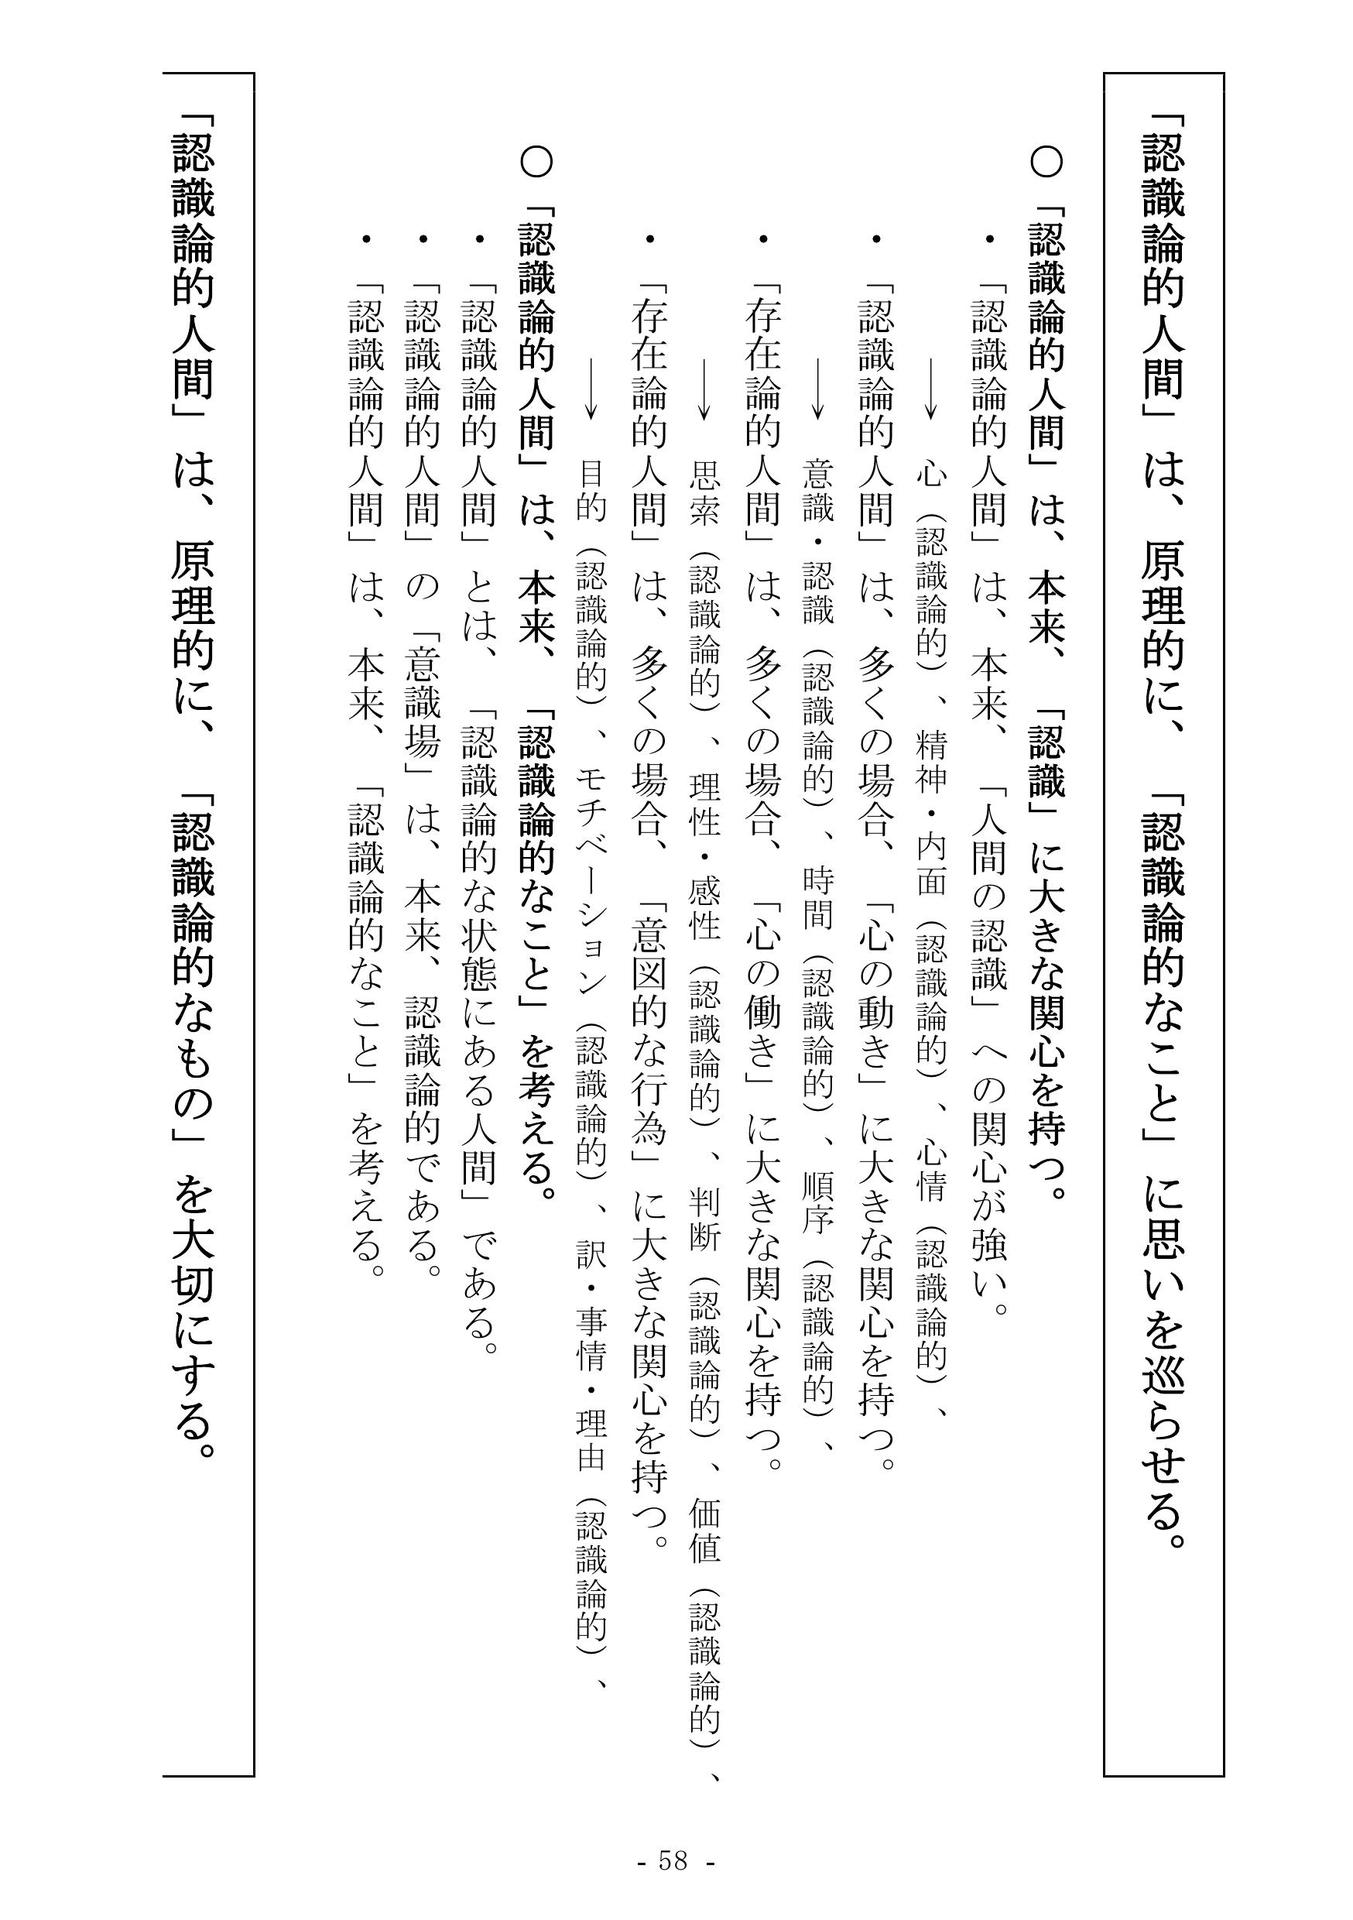 「認識論的人間」は、原理的に、「認識論的なこと」に思いを巡らせる。
〇「認識論的人間」は、本来、「認識」に大きな関心を持つ。
・「認識論的人間」は、本来、「人間の認識」への関心が強い。
→ 心（認識論的）、精神・内面（認識論的）、心情（認識論的）、
・「認識論的人間」は、多くの場合、「心の動き」に大きな関心を持つ。
→ 意識・認識（認識論的）、時間（認識論的）、順序（認識論的）、
・「存在論的人間」は、多くの場合、「心の働き」に大きな関心を持つ。
→ 思索（認識論的）、理性・感性（認識論的）、判断（認識論的）、価値（認識論的）、
・「存在論的人間」は、多くの場合、「意図的な行為」に大きな関心を持つ。
→ 目的（認識論的）、モチベーション（認識論的）、訳・事情・理由（認識論的）、
〇「認識論的人間」は、本来、「認識論的なこと」を考える。
・「認識論的人間」とは、「認識論的な状態にある人間」である。
・「認識論的人間」の「意識場」は、本来、認識論的である。
・「認識論的人間」は、本来、「認識論的なこと」を考える。
「認識論的人間」は、原理的に、「認識論的なもの」を大切にする。
- 58 -